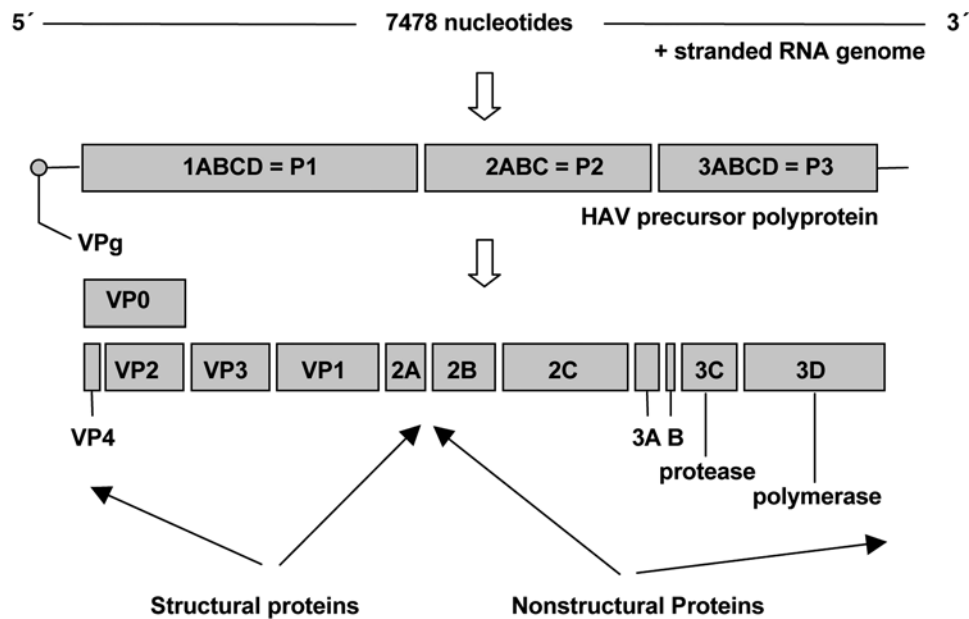 5´ 7478 nucleotides 3´
+ stranded RNA genome
1ABCD = P1 2ABC = P2 3ABCD = P3
HAV precursor polyprotein
VPg
VP0
VP2 VP3 VP1 2A 2B 2C 3C 3D
VP4 3A B
protease
polymerase
Structural proteins Nonstructural Proteins